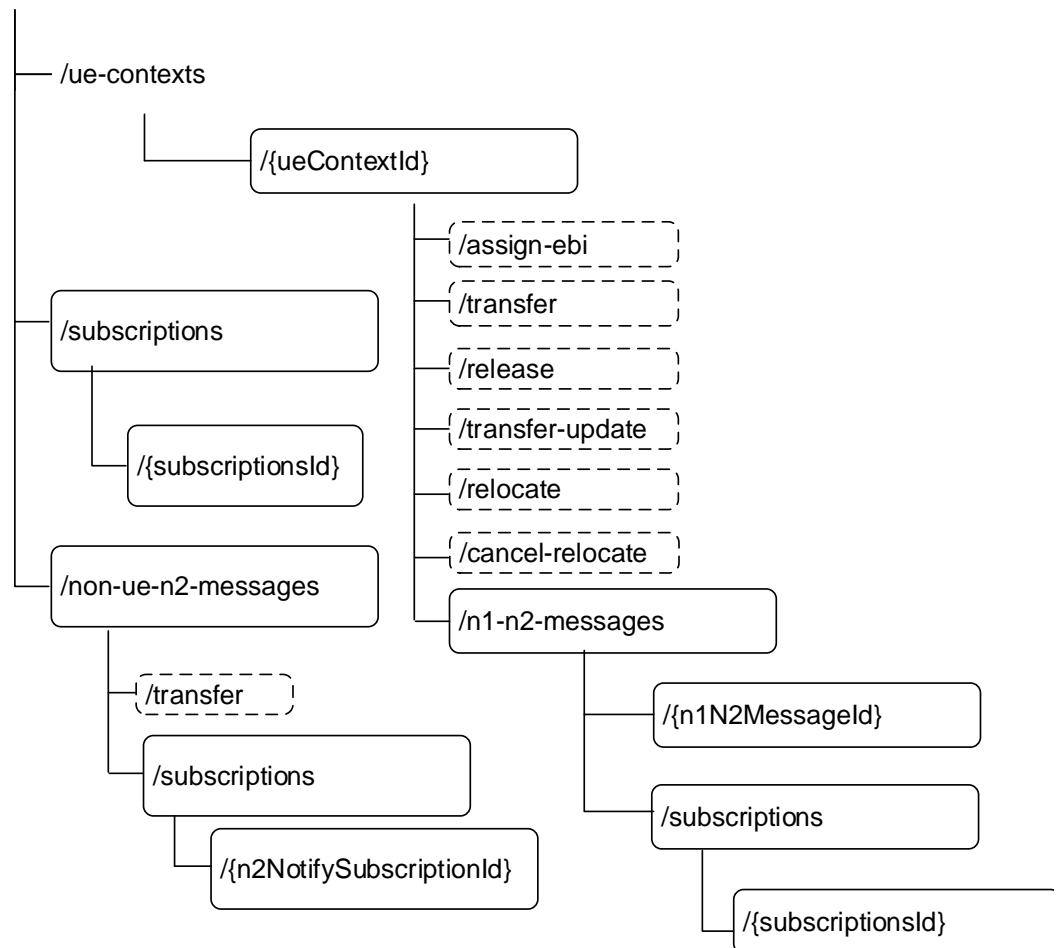 /ue-contexts
/{ueContextId}
/assign-ebi
/transfer
/release
/transfer-update
/relocate
/cancel-relocate
/n1-n2-messages
/{n1N2MessageId}
/subscriptions
/{subscriptionsId}
/subscriptions
/{subscriptionsId}
/non-ue-n2-messages
/transfer
/subscriptions
/{n2NotifySubscriptionId}